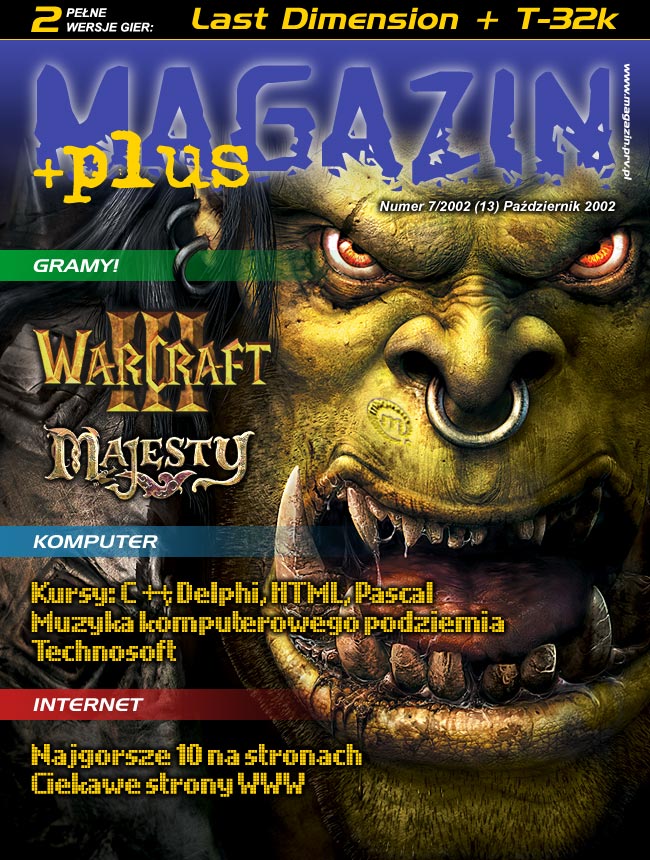 2 PEŁNE
WERSJE GIER:
Last Dimension + T-32k
MAGAZIN
+plus
www.magazin.prv.pl
Numer 7/2002 (13) Październik 2002
GRAMY!
III
WARCRAFT
MAJESTY
KOMPUTER
Kursy: C ++, Delphi, HTML, Pascal
Muzyka komputerowego podziemia
Technosoft
INTERNET
Najgorsze 10 na stronach
Ciekawe strony WWW